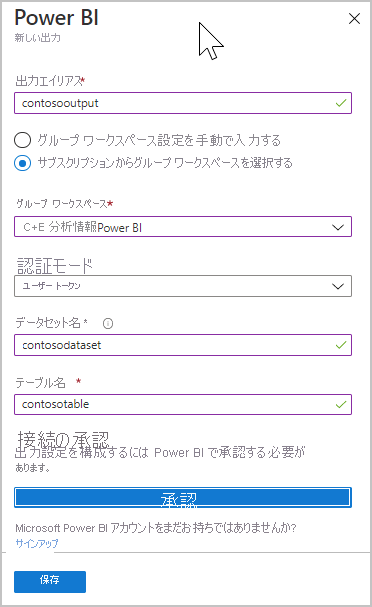 Power BI
新しい出力
出力エイリアス*
contosooutput
グループ ワークスペース設定を手動で入力する
サブスクリプションからグループ ワークスペースを選択する
グループ ワークスペース*
C+E 分析情報Power BI
認証モード
ユーザー トークン
データセット名 *
contosodataset
テーブル名 *
contosotable
接続の承認
出力設定を構成するには Power BI で承認する必要が
あります。
承認
Microsoft Power BI アカウントをまだお持ちではありませんか?
サインアップ
保存